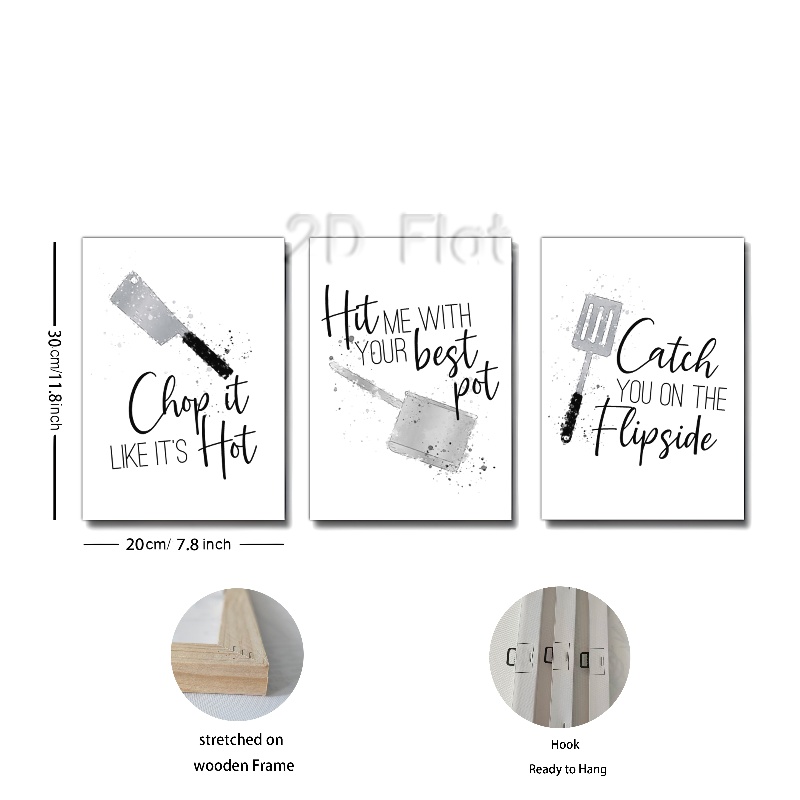 2D Flat
Chop it
LIKE IT'S Hot
Hit ME WITH
YOUR best
pot
Catch
YOU ON THE
Flipside
30cm/11.8inch
20cm/ 7.8 inch
stretched on
wooden Frame
Hook
Ready to Hang